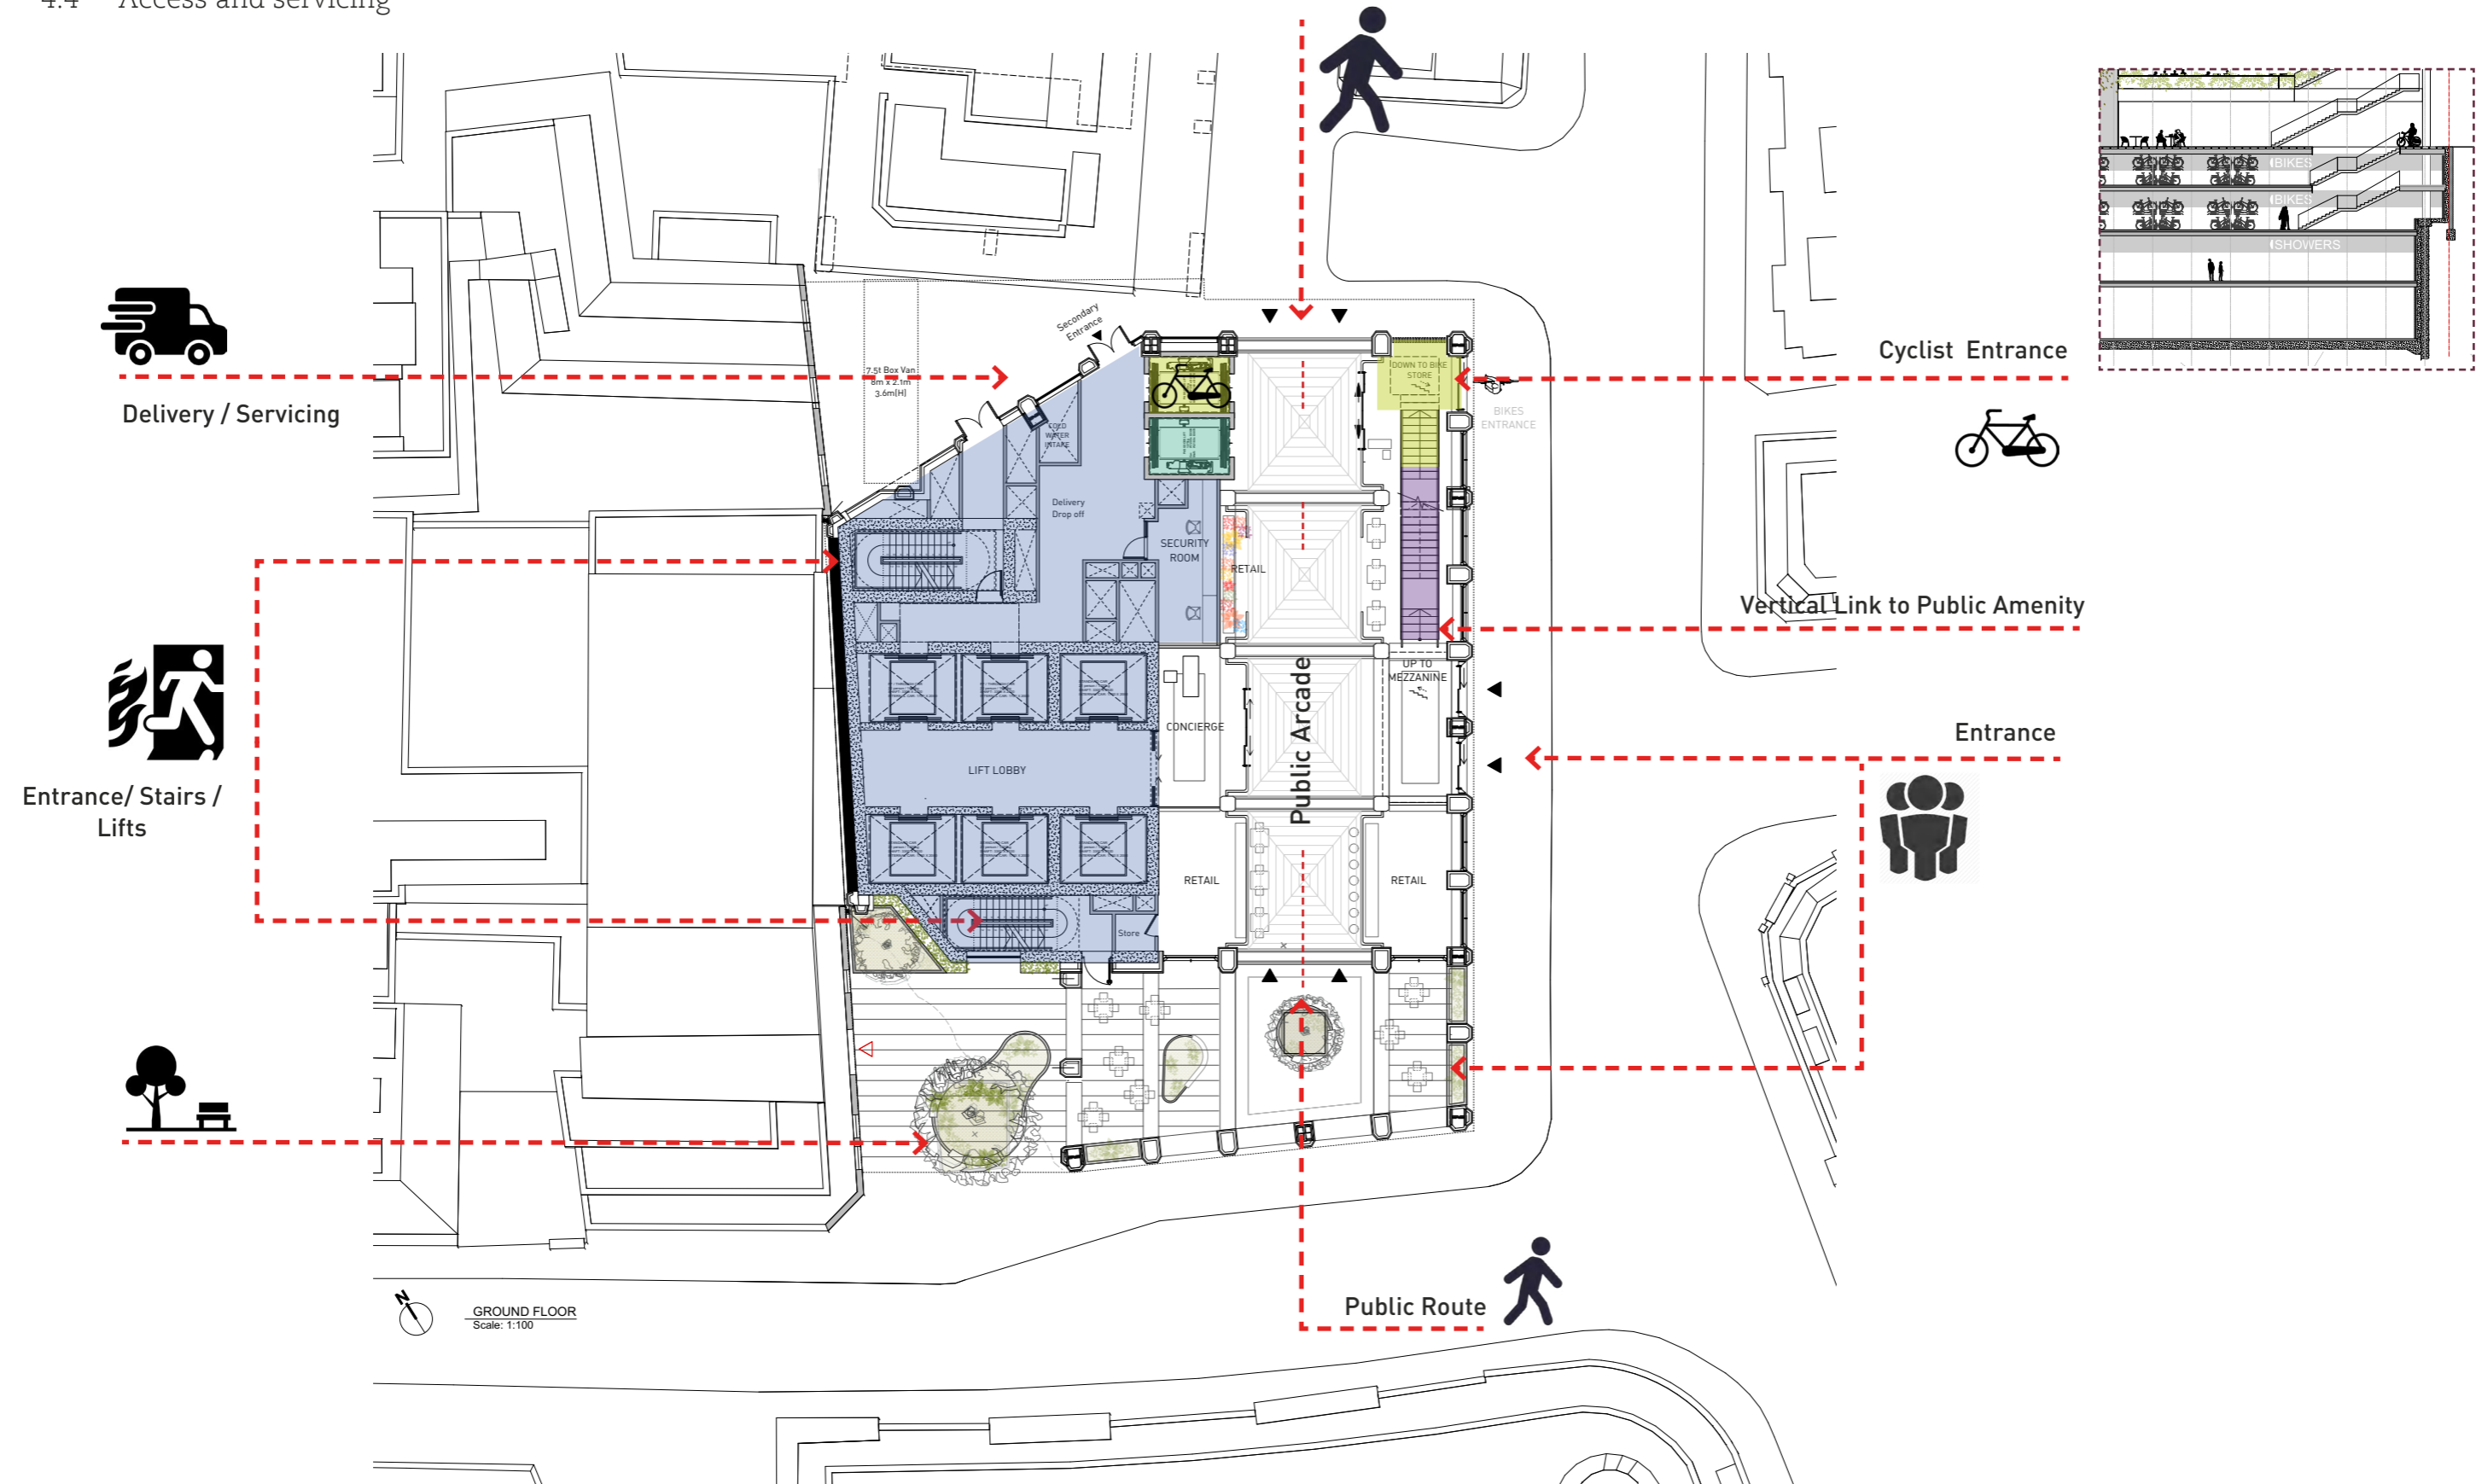 4.4 Access and servicing
BIKES
BIKES
SHOWERS
Secondary
Entrance
Cyclist Entrance
7.5t Box Van
8m x 2.1m
3.6m(H)
DOWN TO BIKE
STORE
Delivery / Servicing
BIKES
ENTRANCE
COLD
WATER
INTAKE
Delivery
Drop off
SECURITY
ROOM
RETAIL
Vertical Link to Public Amenity
UP TO
MEZZANINE
Public Arcade
CONCIERGE
Entrance
LIFT LOBBY
Entrance/ Stairs /
Lifts
RETAIL
RETAIL
Store
N
GROUND FLOOR
Scale: 1:100
Public Route